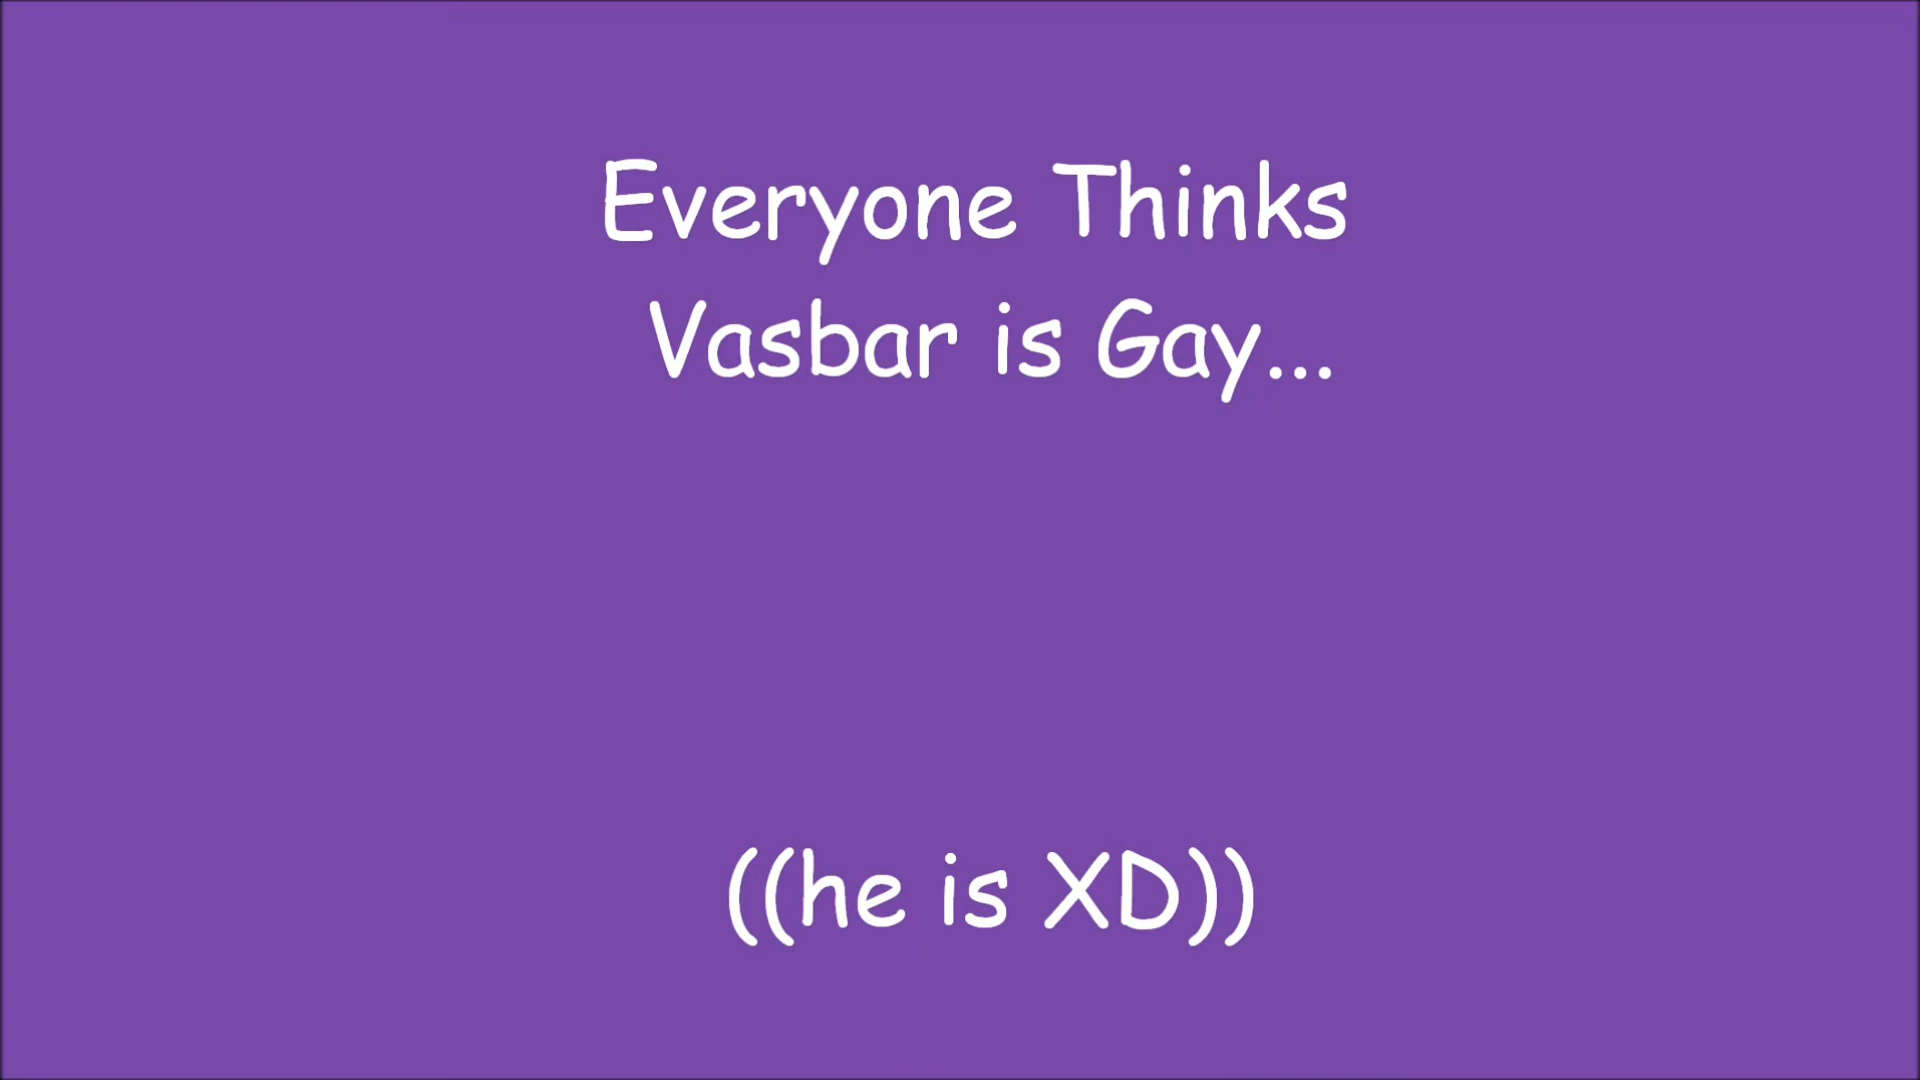 Everyone Thinks
Vasbar is Gay...
((he is XD))